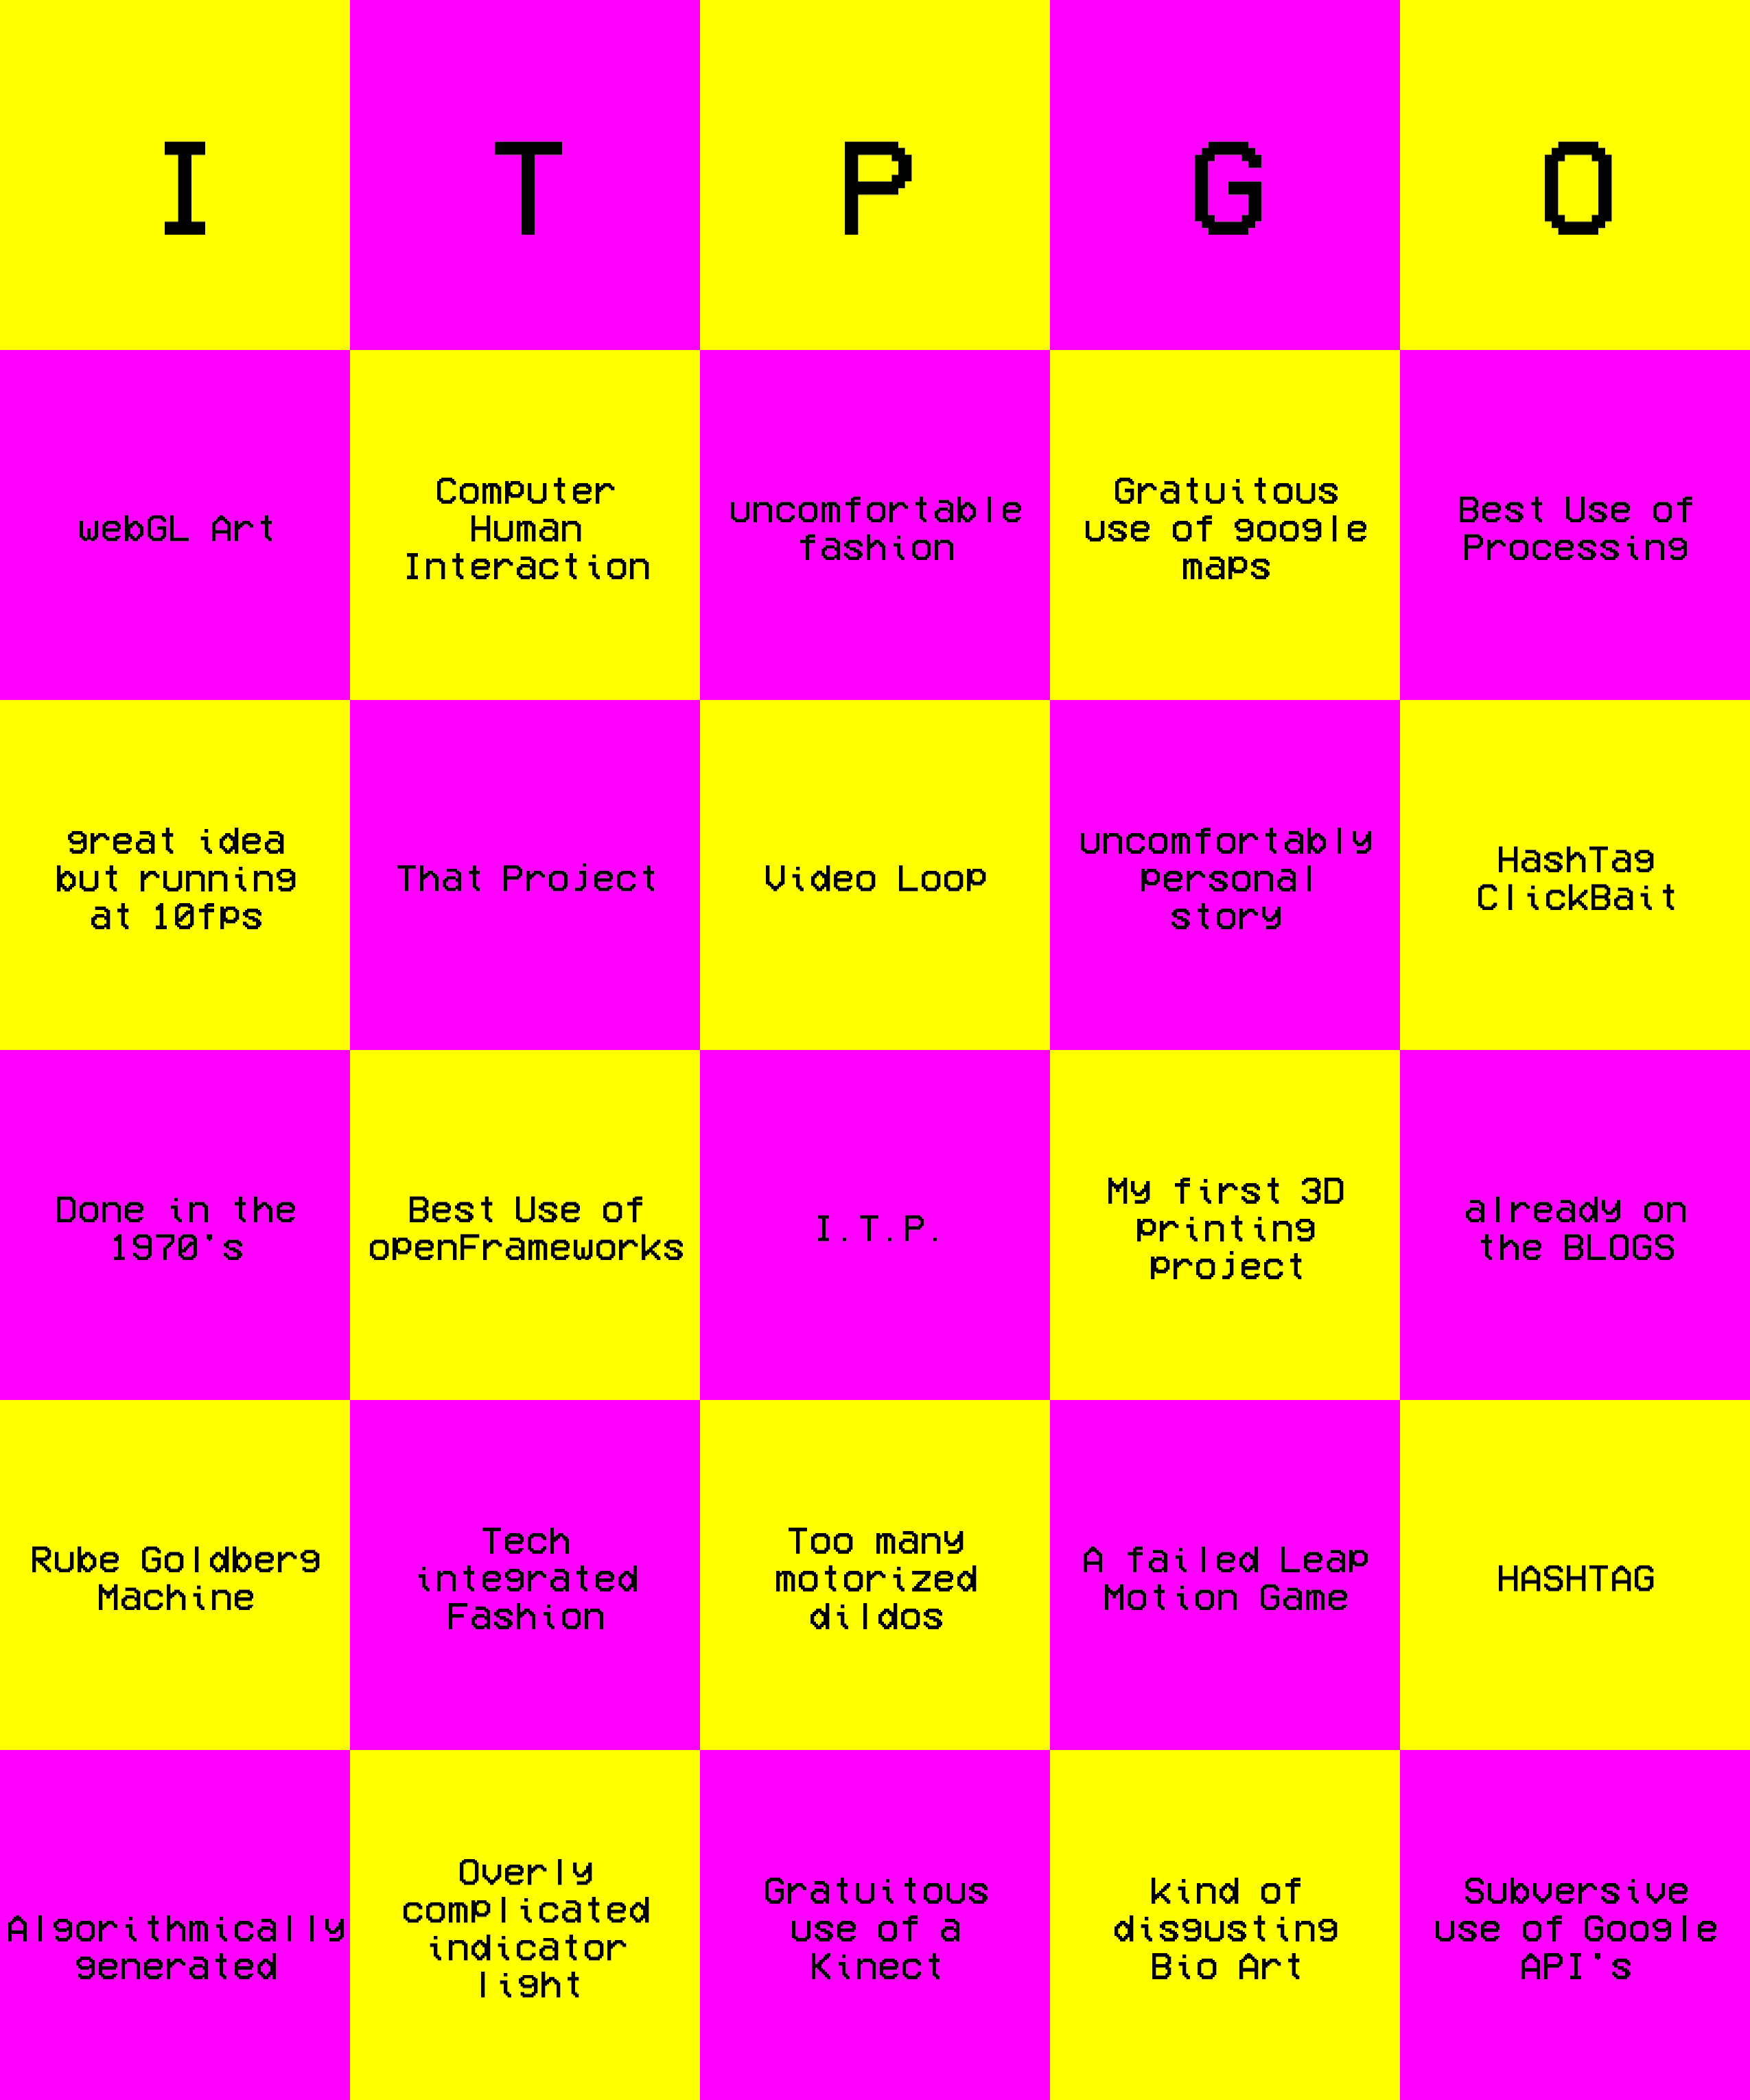 I T P G O
webGL Art
Computer
Human
Interaction
uncomfortable
fashion
Gratuitous
use of google
maps
Best Use of
Processing
great idea
but running
at 10fps
That Project
Video Loop
uncomfortably
personal
story
HashTag
ClickBait
Done in the
1970's
Best Use of
openFrameworks
I.T.P.
My first 3D
printing
project
already on
the BLOGS
Rube Goldberg
Machine
Tech
integrated
Fashion
Too many
motorized
dildos
A failed Leap
Motion Game
HASHTAG
Algorithmically
generated
Overly
complicated
indicator
light
Gratuitous
use of a
Kinect
kind of
disgusting
Bio Art
Subversive
use of Google
API's